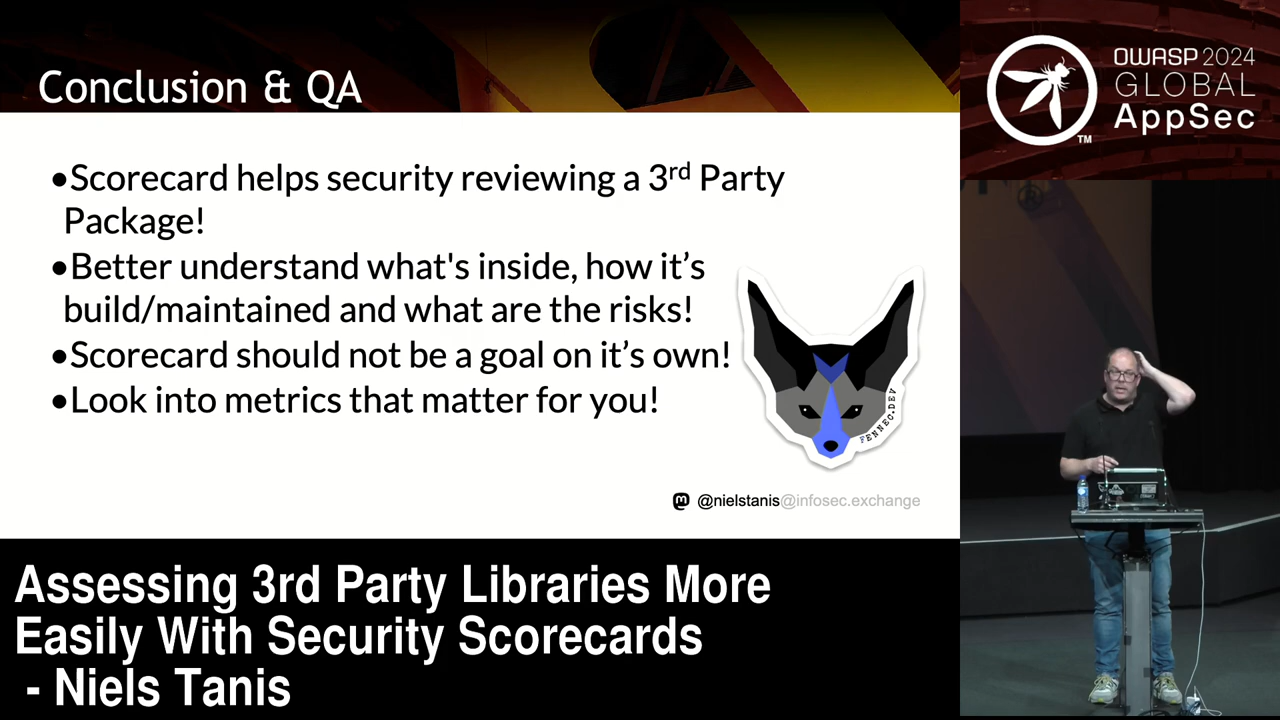 Conclusion & QA
•Scorecard helps security reviewing a 3rd Party
Package!
•Better understand what's inside, how it’s
build/maintained and what are the risks!
•Scorecard should not be a goal on it’s own!
•Look into metrics that matter for you!
FENNEC.DEV
@nielstanis@infosec.exchange
Assessing 3rd Party Libraries More
Easily With Security Scorecards
- Niels Tanis
OWASP 2024
GLOBAL
AppSec
TM